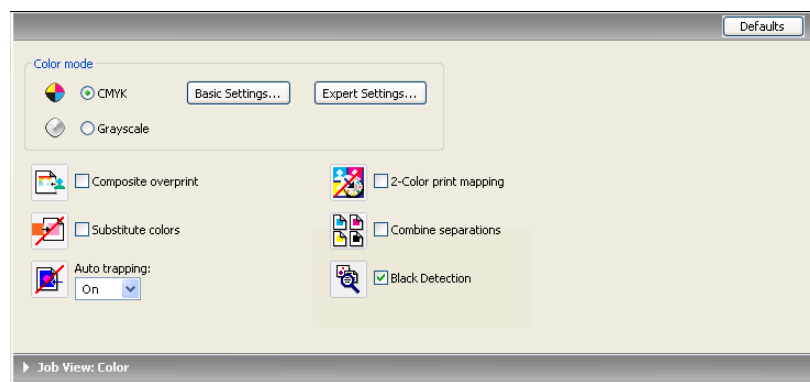 Defaults
Color mode
CMYK Basic Settings... Expert Settings...
Grayscale
Composite overprint 2-Color print mapping
Substitute colors Combine separations
Auto trapping:
On Black Detection
Job View: Color